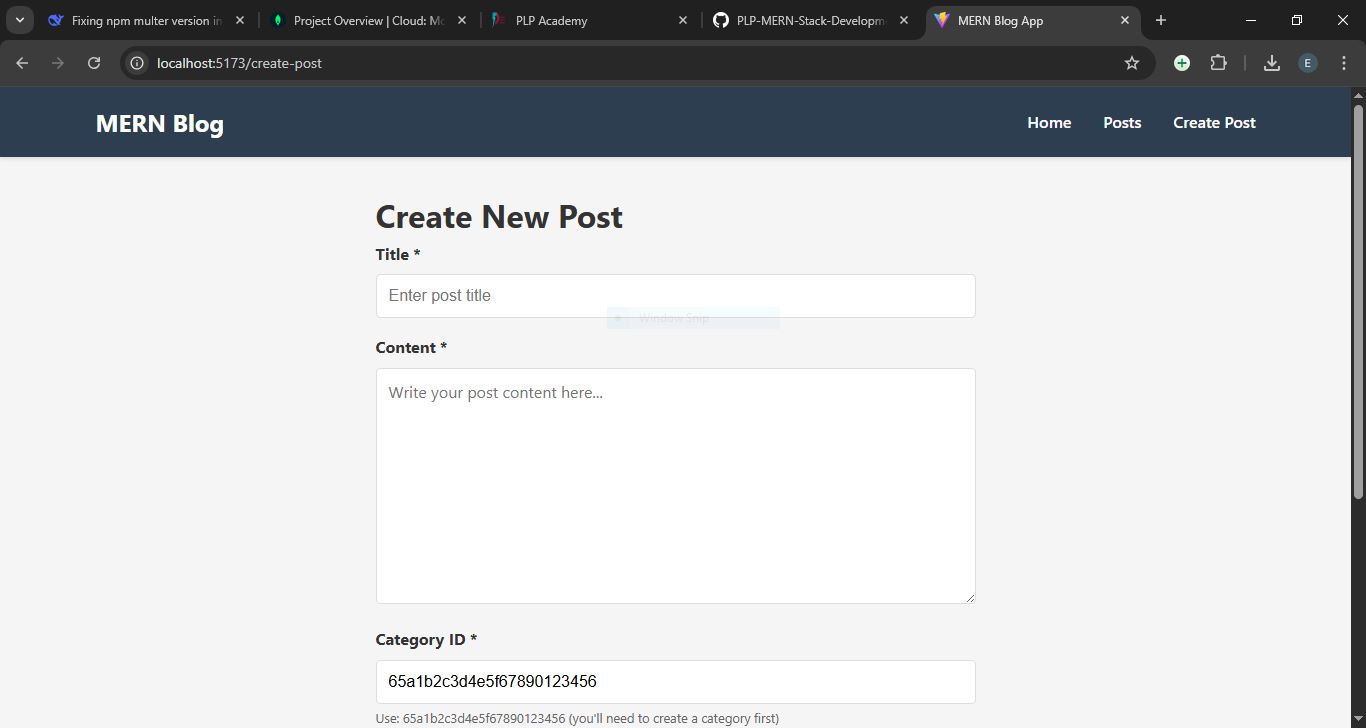 Fixing npm multer version in
Project Overview | Cloud: Mo
PLP Academy
PLP-MERN-Stack-Developm
MERN Blog App
localhost:5173/create-post
E
MERN Blog
Home
Posts
Create Post
Create New Post
Title *
Enter post title
Window Snip
Content *
Write your post content here...
Category ID *
65a1b2c3d4e5f67890123456
Use: 65a1b2c3d4e5f67890123456 (you'll need to create a category first)